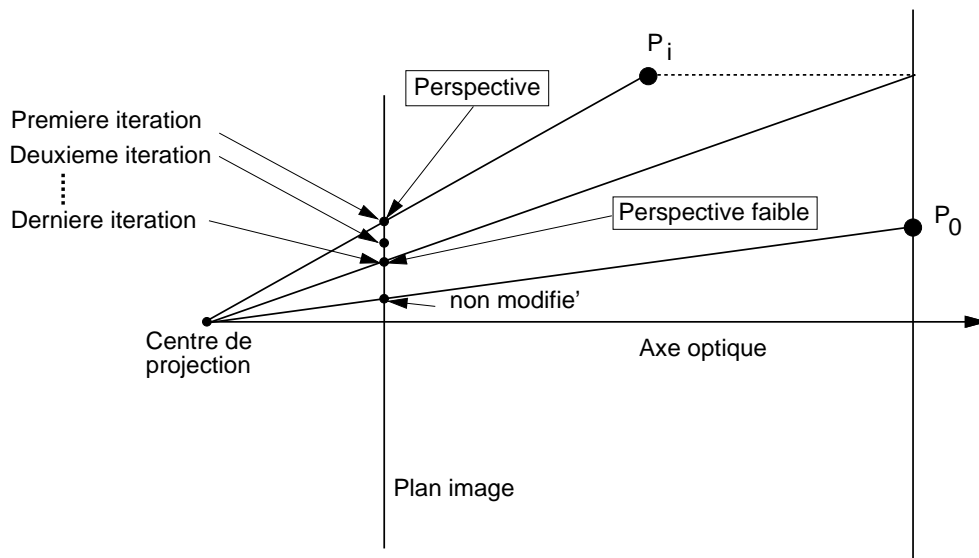 P i
Perspective
Premiere iteration
Deuxieme iteration
Derniere iteration
Perspective faible
P 0
non modifie'
Centre de
projection
Axe optique
Plan image